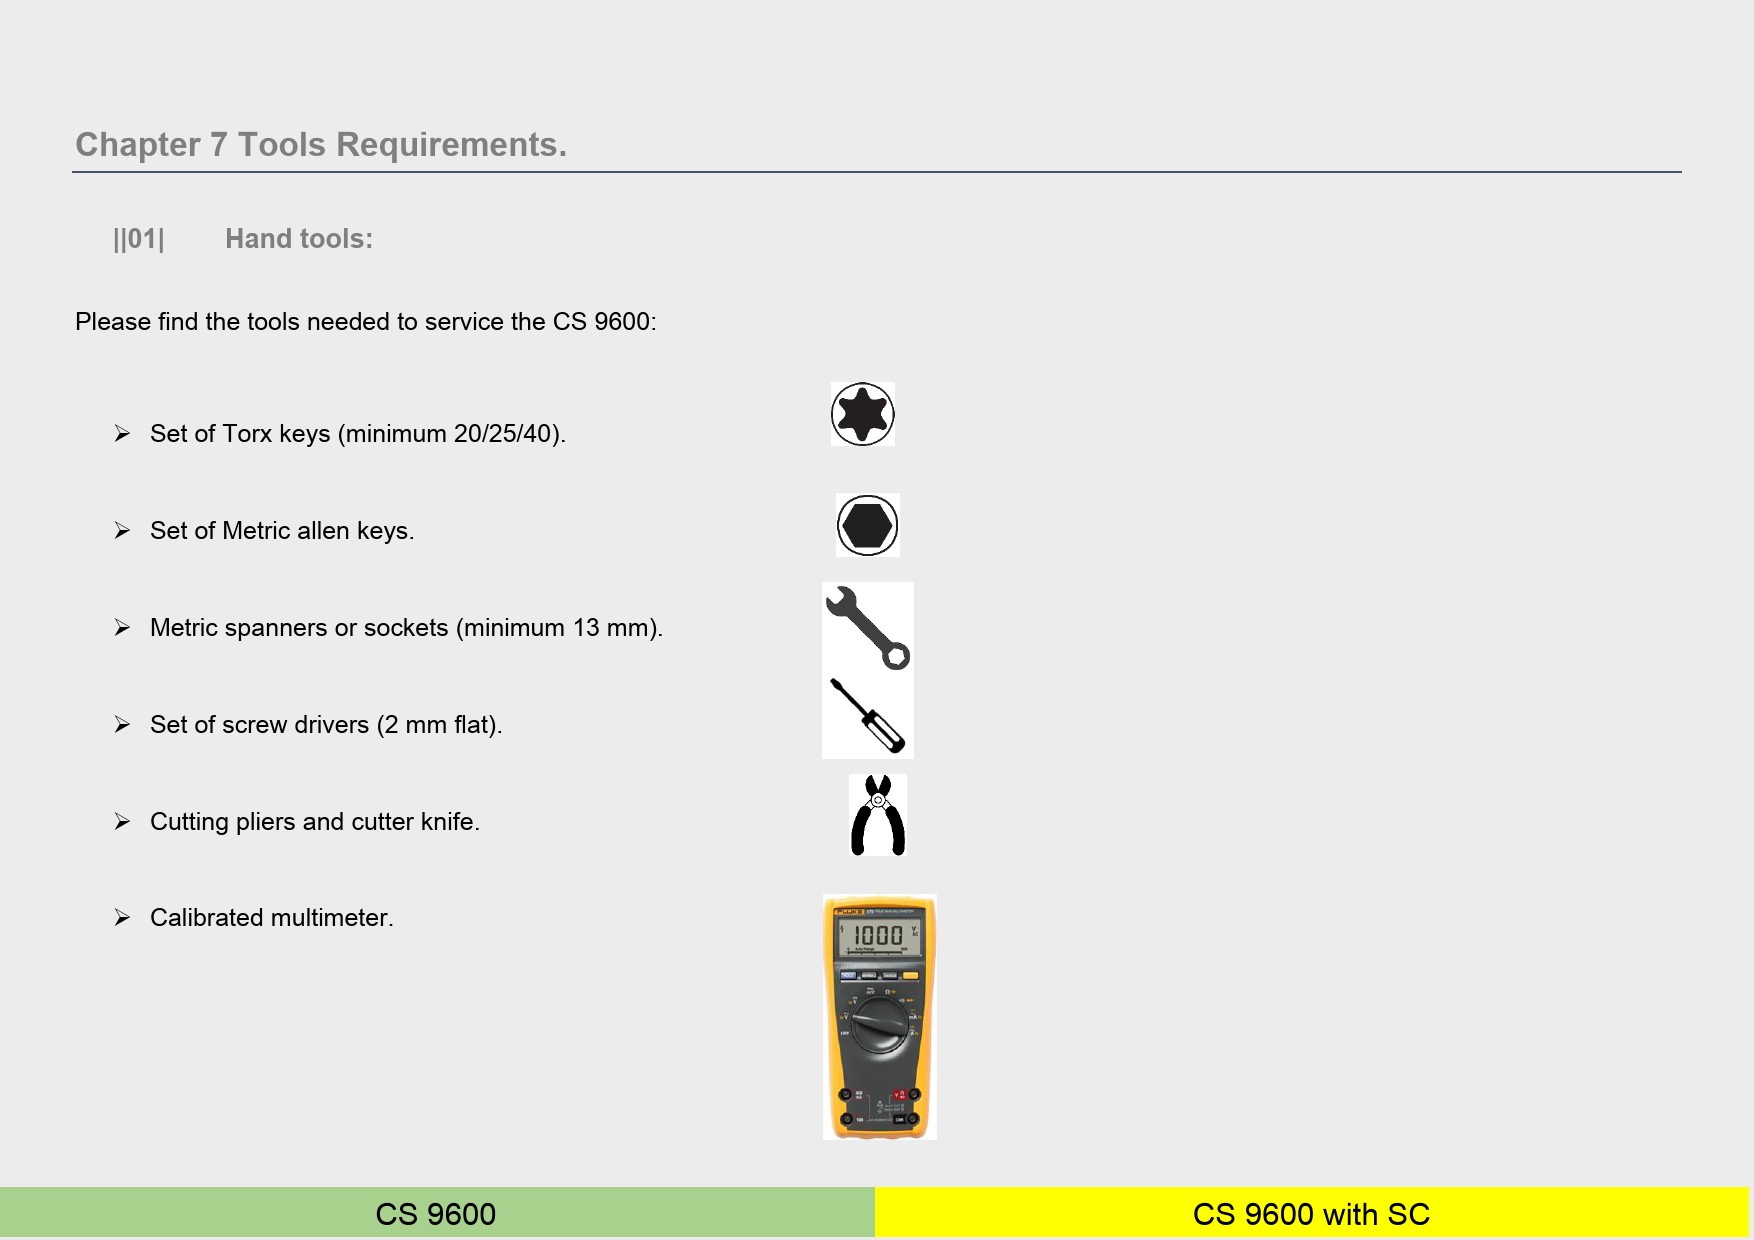 Chapter 7 Tools Requirements.
||01| Hand tools:
Please find the tools needed to service the CS 9600:
➢ Set of Torx keys (minimum 20/25/40).
➢ Set of Metric allen keys.
➢ Metric spanners or sockets (minimum 13 mm).
➢ Set of screw drivers (2 mm flat).
➢ Cutting pliers and cutter knife.
➢ Calibrated multimeter.
FLUKE
1000
OFF
CS 9600
CS 9600 with SC